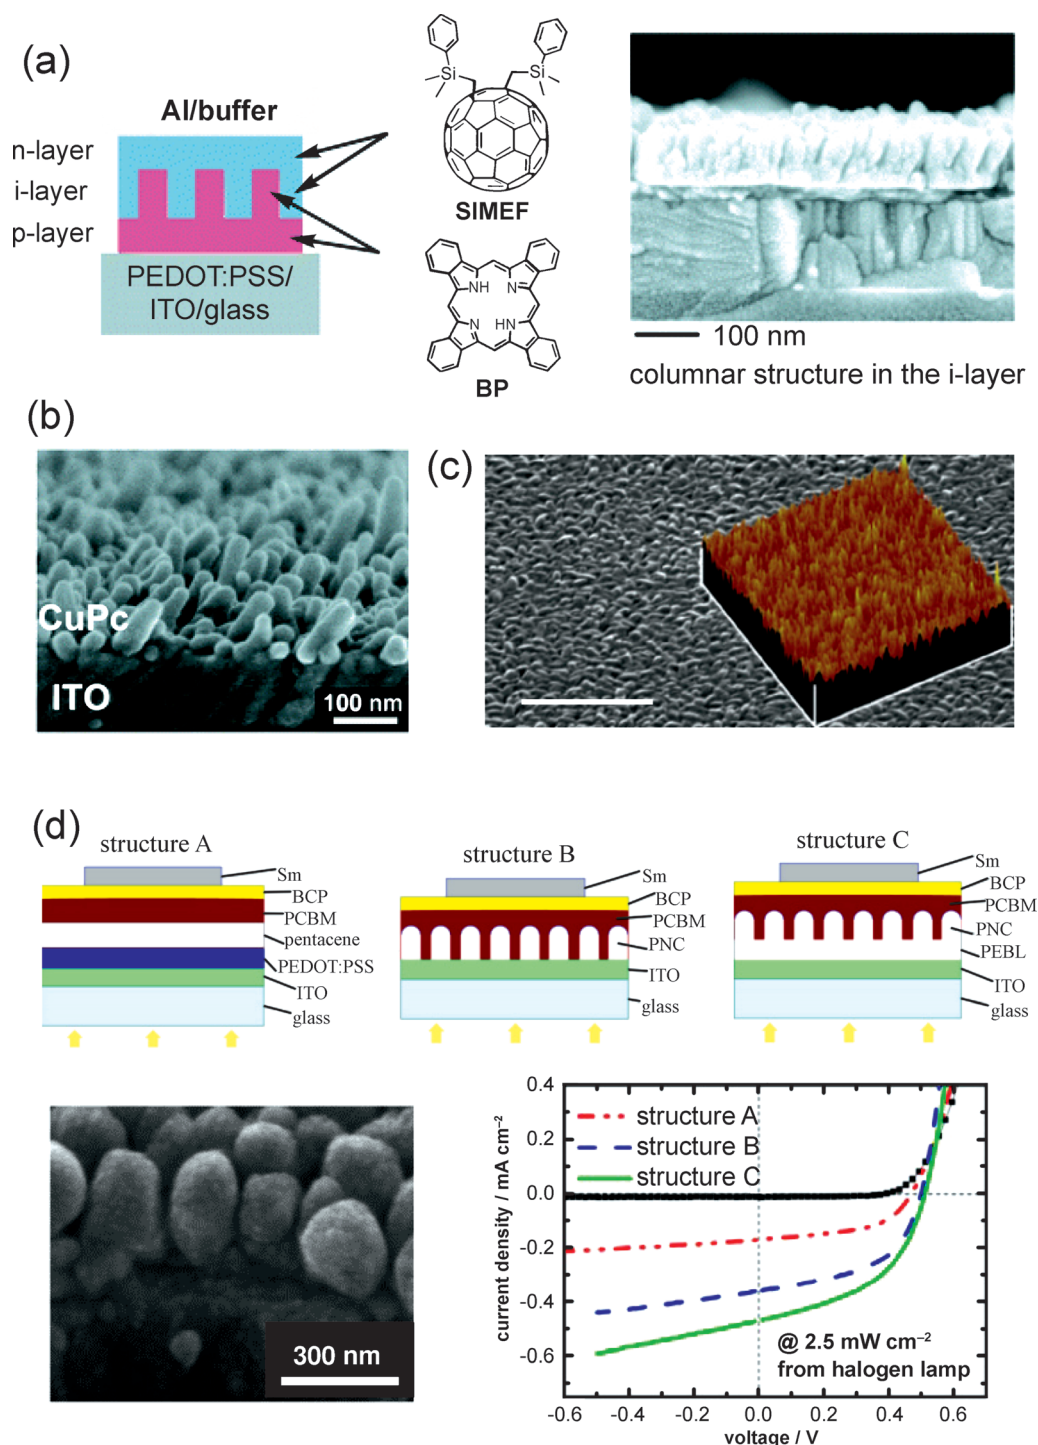 (a)
Al/buffer
n-layer
i-layer
p-layer
PEDOT:PSS/
ITO/glass
Si
Si
SIMEF
NH
N
N
HN
BP
100 nm
columnar structure in the i-layer
(b)
CuPc
ITO
100 nm
(c)
(d)
structure A
Sm
BCP
PCBM
pentacene
PEDOT:PSS
ITO
glass
structure B
Sm
BCP
PCBM
PNC
ITO
glass
structure C
Sm
BCP
PCBM
PNC
PEBL
ITO
glass
300 nm
current density / mA cm⁻²
0.4
0.2
0.0
-0.2
-0.4
-0.6
structure A
structure B
structure C
@ 2.5 mW cm⁻²
from halogen lamp
-0.6 -0.4 -0.2 0.0 0.2 0.4 0.6
voltage / V